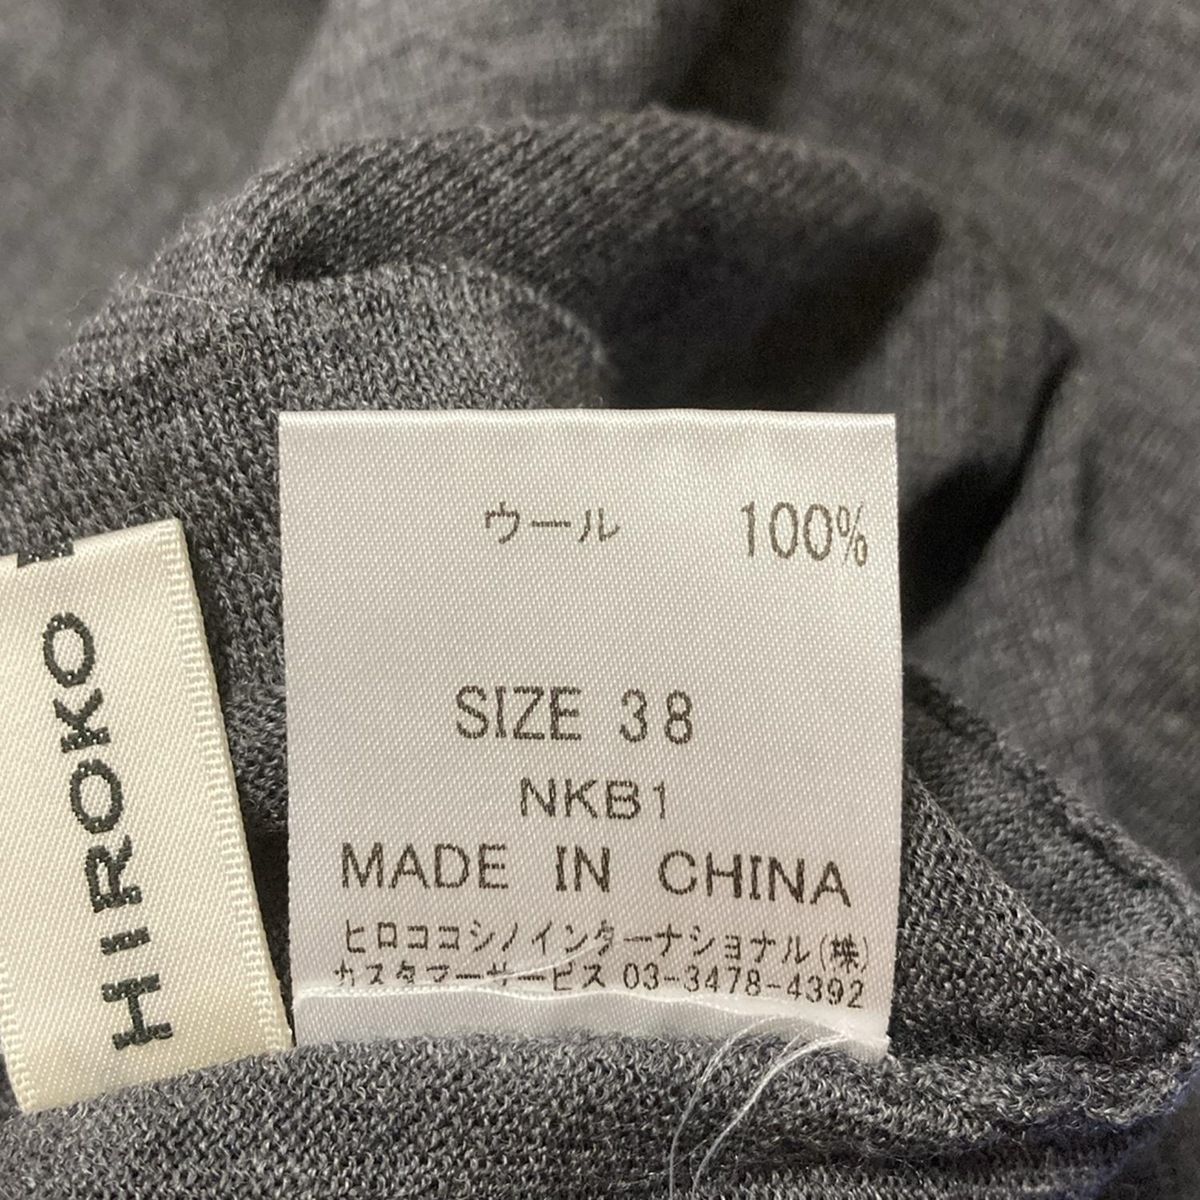 ウール 100%
SIZE 38
NKB1
MADE IN CHINA
ヒロココシノインターナショナル(株)
カスタマーサービス 03-3478-4392
HIROKO